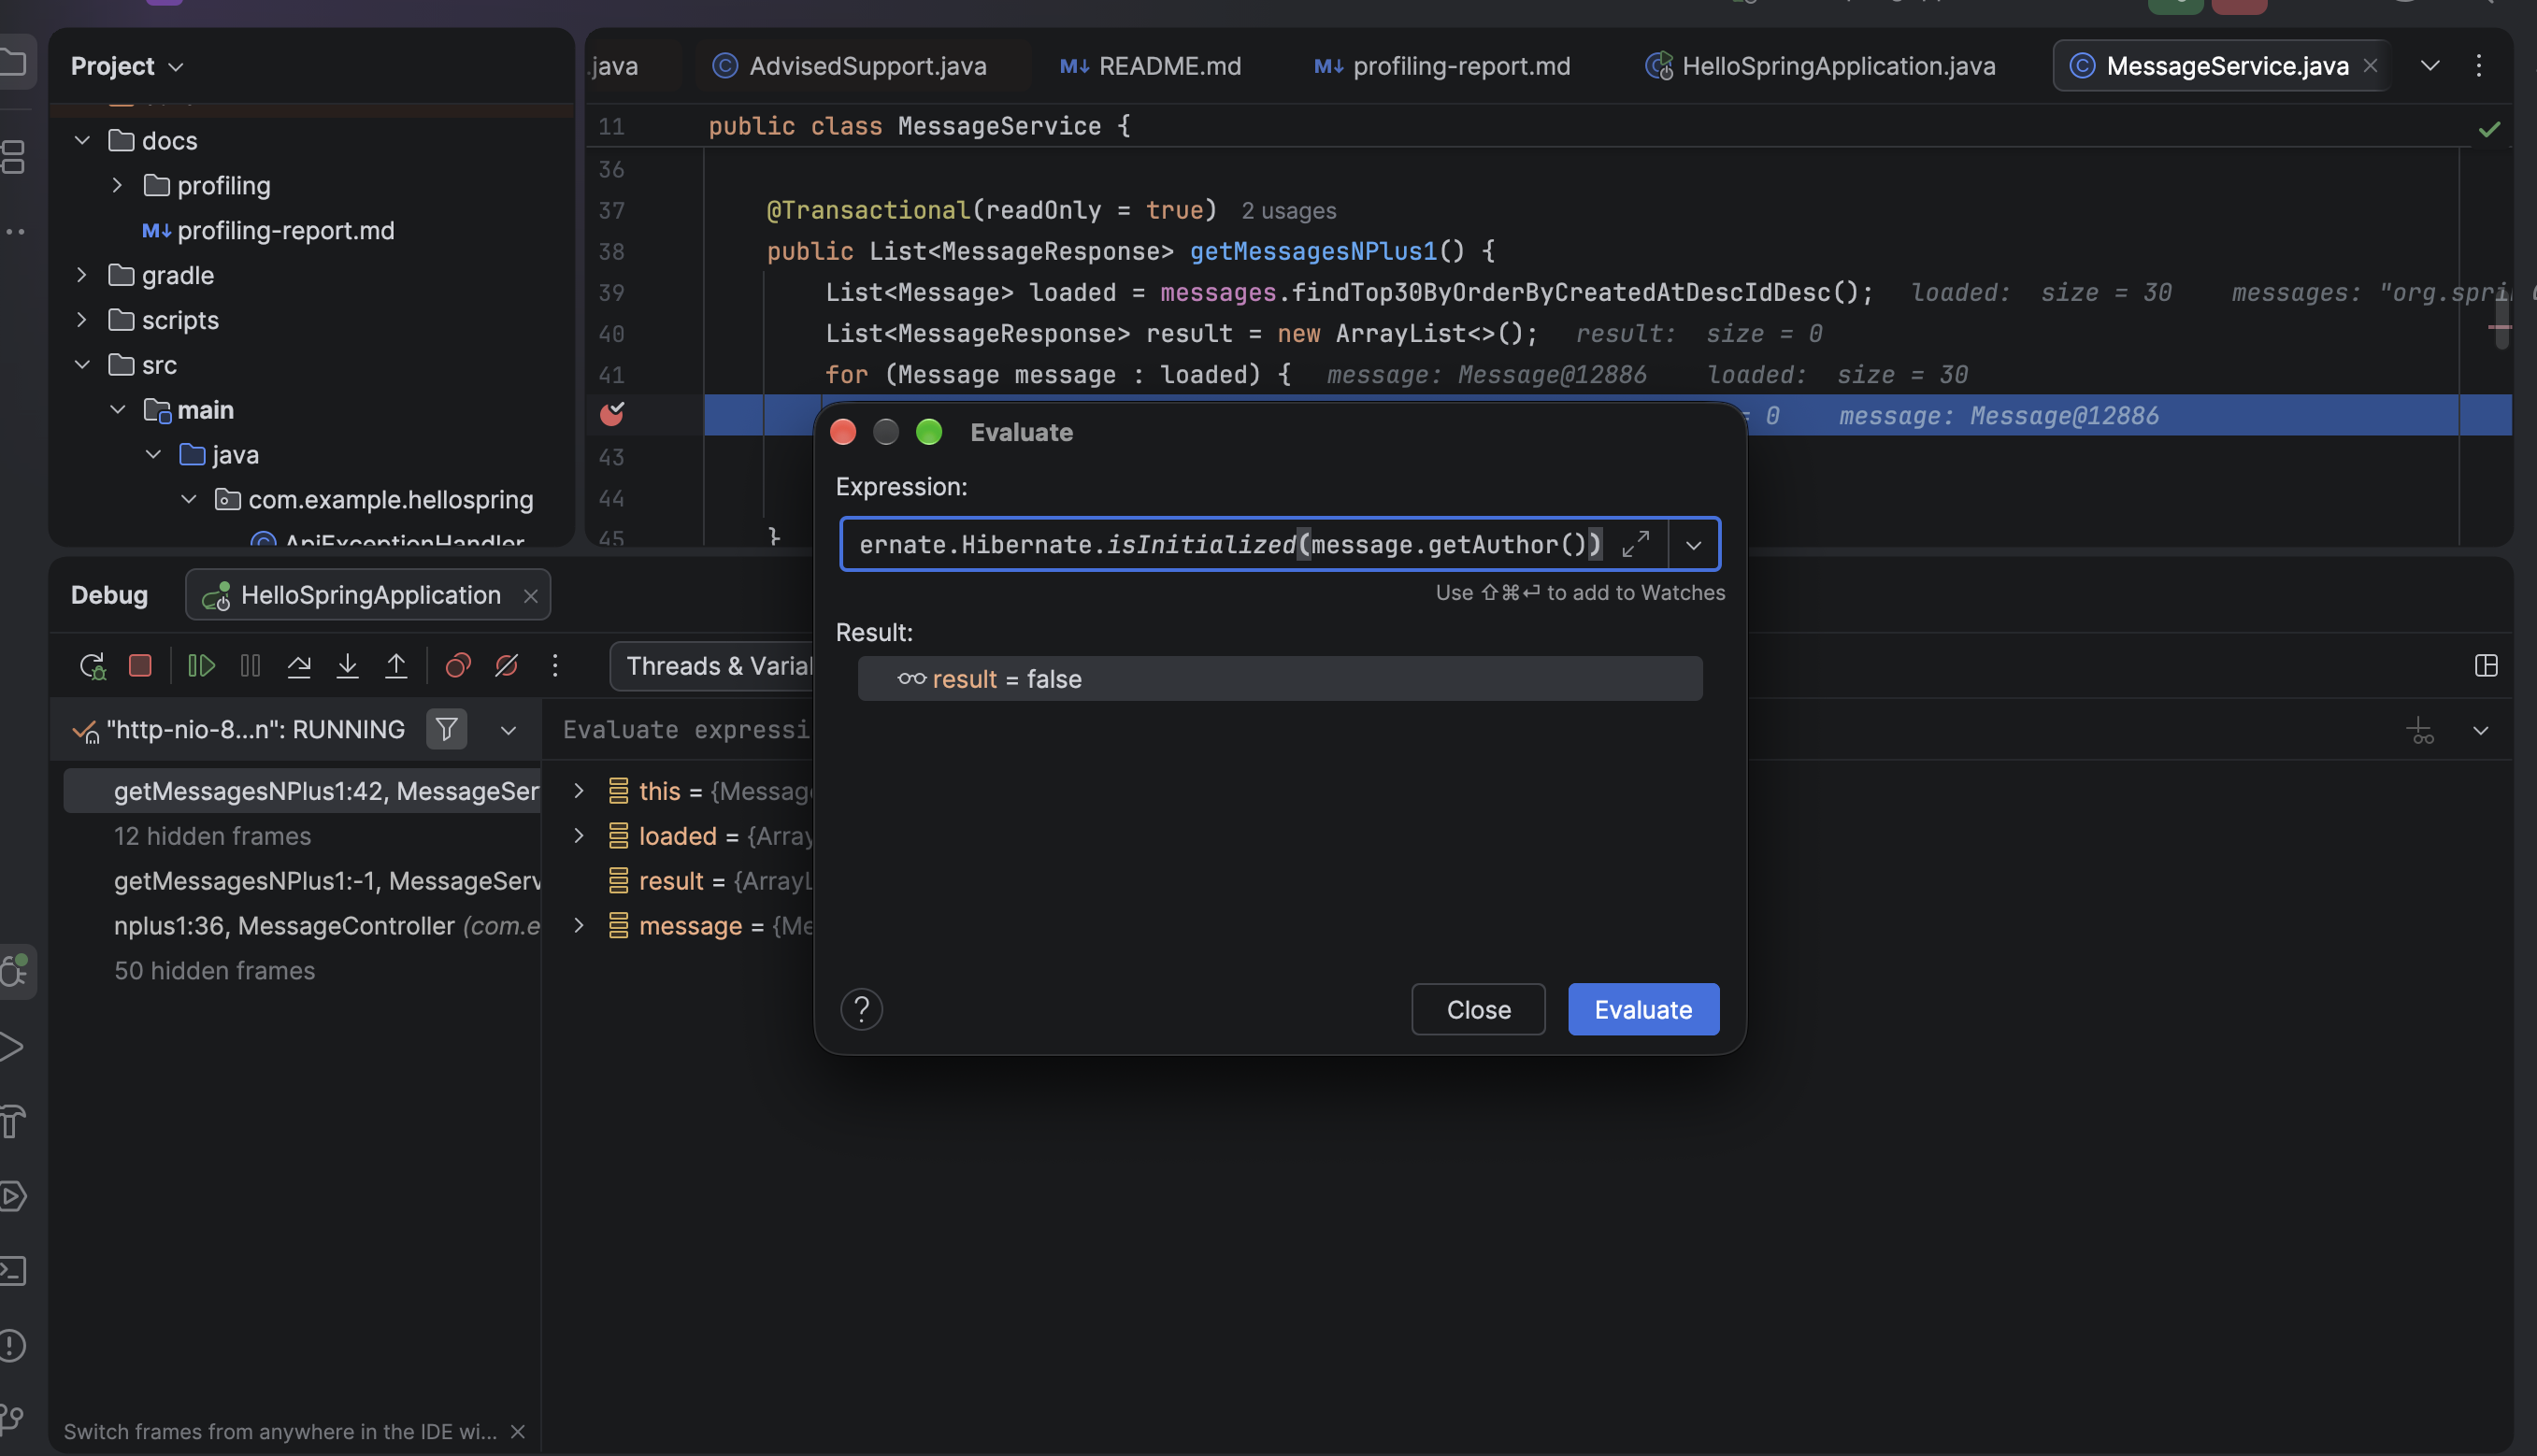 Project
.java
AdvisedSupport.java
M↓ README.md
M↓ profiling-report.md
HelloSpringApplication.java
MessageService.java
docs
profiling
M↓ profiling-report.md
gradle
scripts
src
main
java
com.example.hellospring
ApiExceptionHandler
11 public class MessageService {
36
37 @Transactional(readOnly = true) 2 usages
38 public List<MessageResponse> getMessagesNPlus1() {
39 List<Message> loaded = messages.findTop30ByOrderByCreatedAtDescIdDesc(); loaded: size = 30 messages: "org.spri
40 List<MessageResponse> result = new ArrayList<>(); result: size = 0
41 for (Message message : loaded) { message: Message@12886 loaded: size = 30
= 0 message: Message@12886
43
44
45 }
Evaluate
Expression:
ernate.Hibernate.isInitialized(message.getAuthor())
Use ⇧⌘↩ to add to Watches
Result:
result = false
?
Close
Evaluate
Debug
HelloSpringApplication
Threads & Varial
"http-nio-8...n": RUNNING
Evaluate expressi
getMessagesNPlus1:42, MessageSer
12 hidden frames
getMessagesNPlus1:-1, MessageServ
nplus1:36, MessageController (com.e
50 hidden frames
this = {Messag
loaded = {Array
result = {ArrayL
message = {Me
Switch frames from anywhere in the IDE wi...